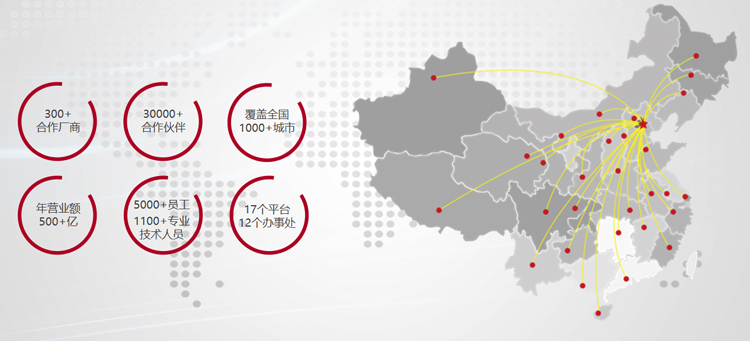 300+
合作厂商
30000+
合作伙伴
覆盖全国
1000+城市
年营业额
500+亿
5000+员工
1100+专业
技术人员
17个平台
12个办事处